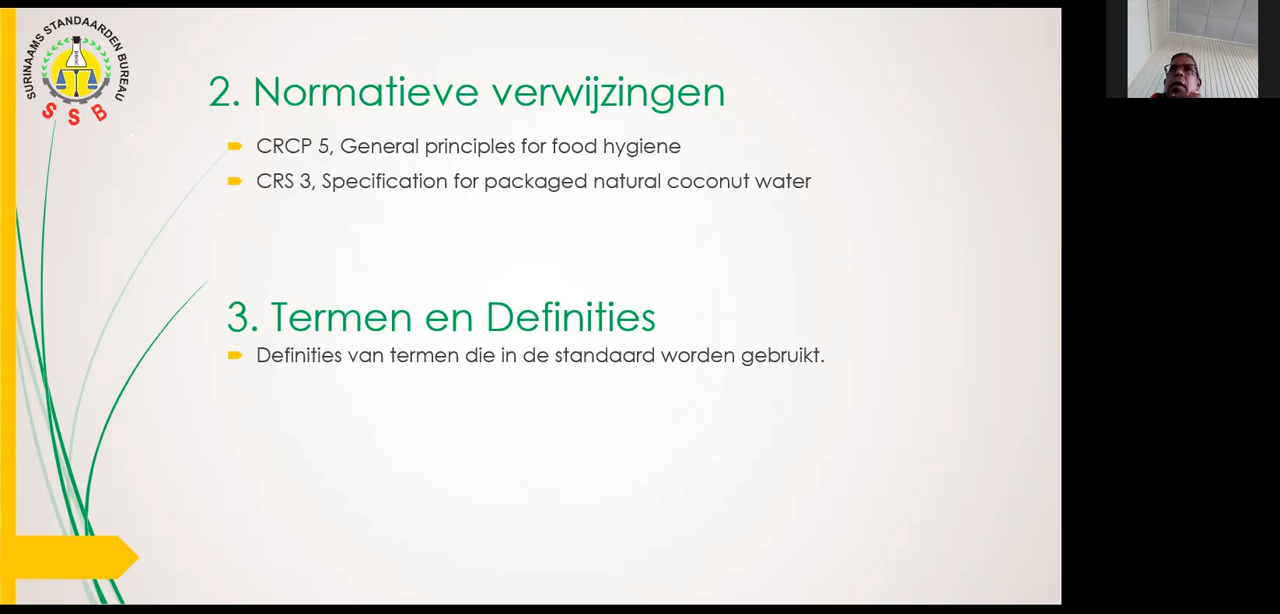 SURINAAMS STANDAARDEN BUREAU
SSB
2. Normatieve verwijzingen
CRCP 5, General principles for food hygiene
CRS 3, Specification for packaged natural coconut water
3. Termen en Definities
Definities van termen die in de standaard worden gebruikt.